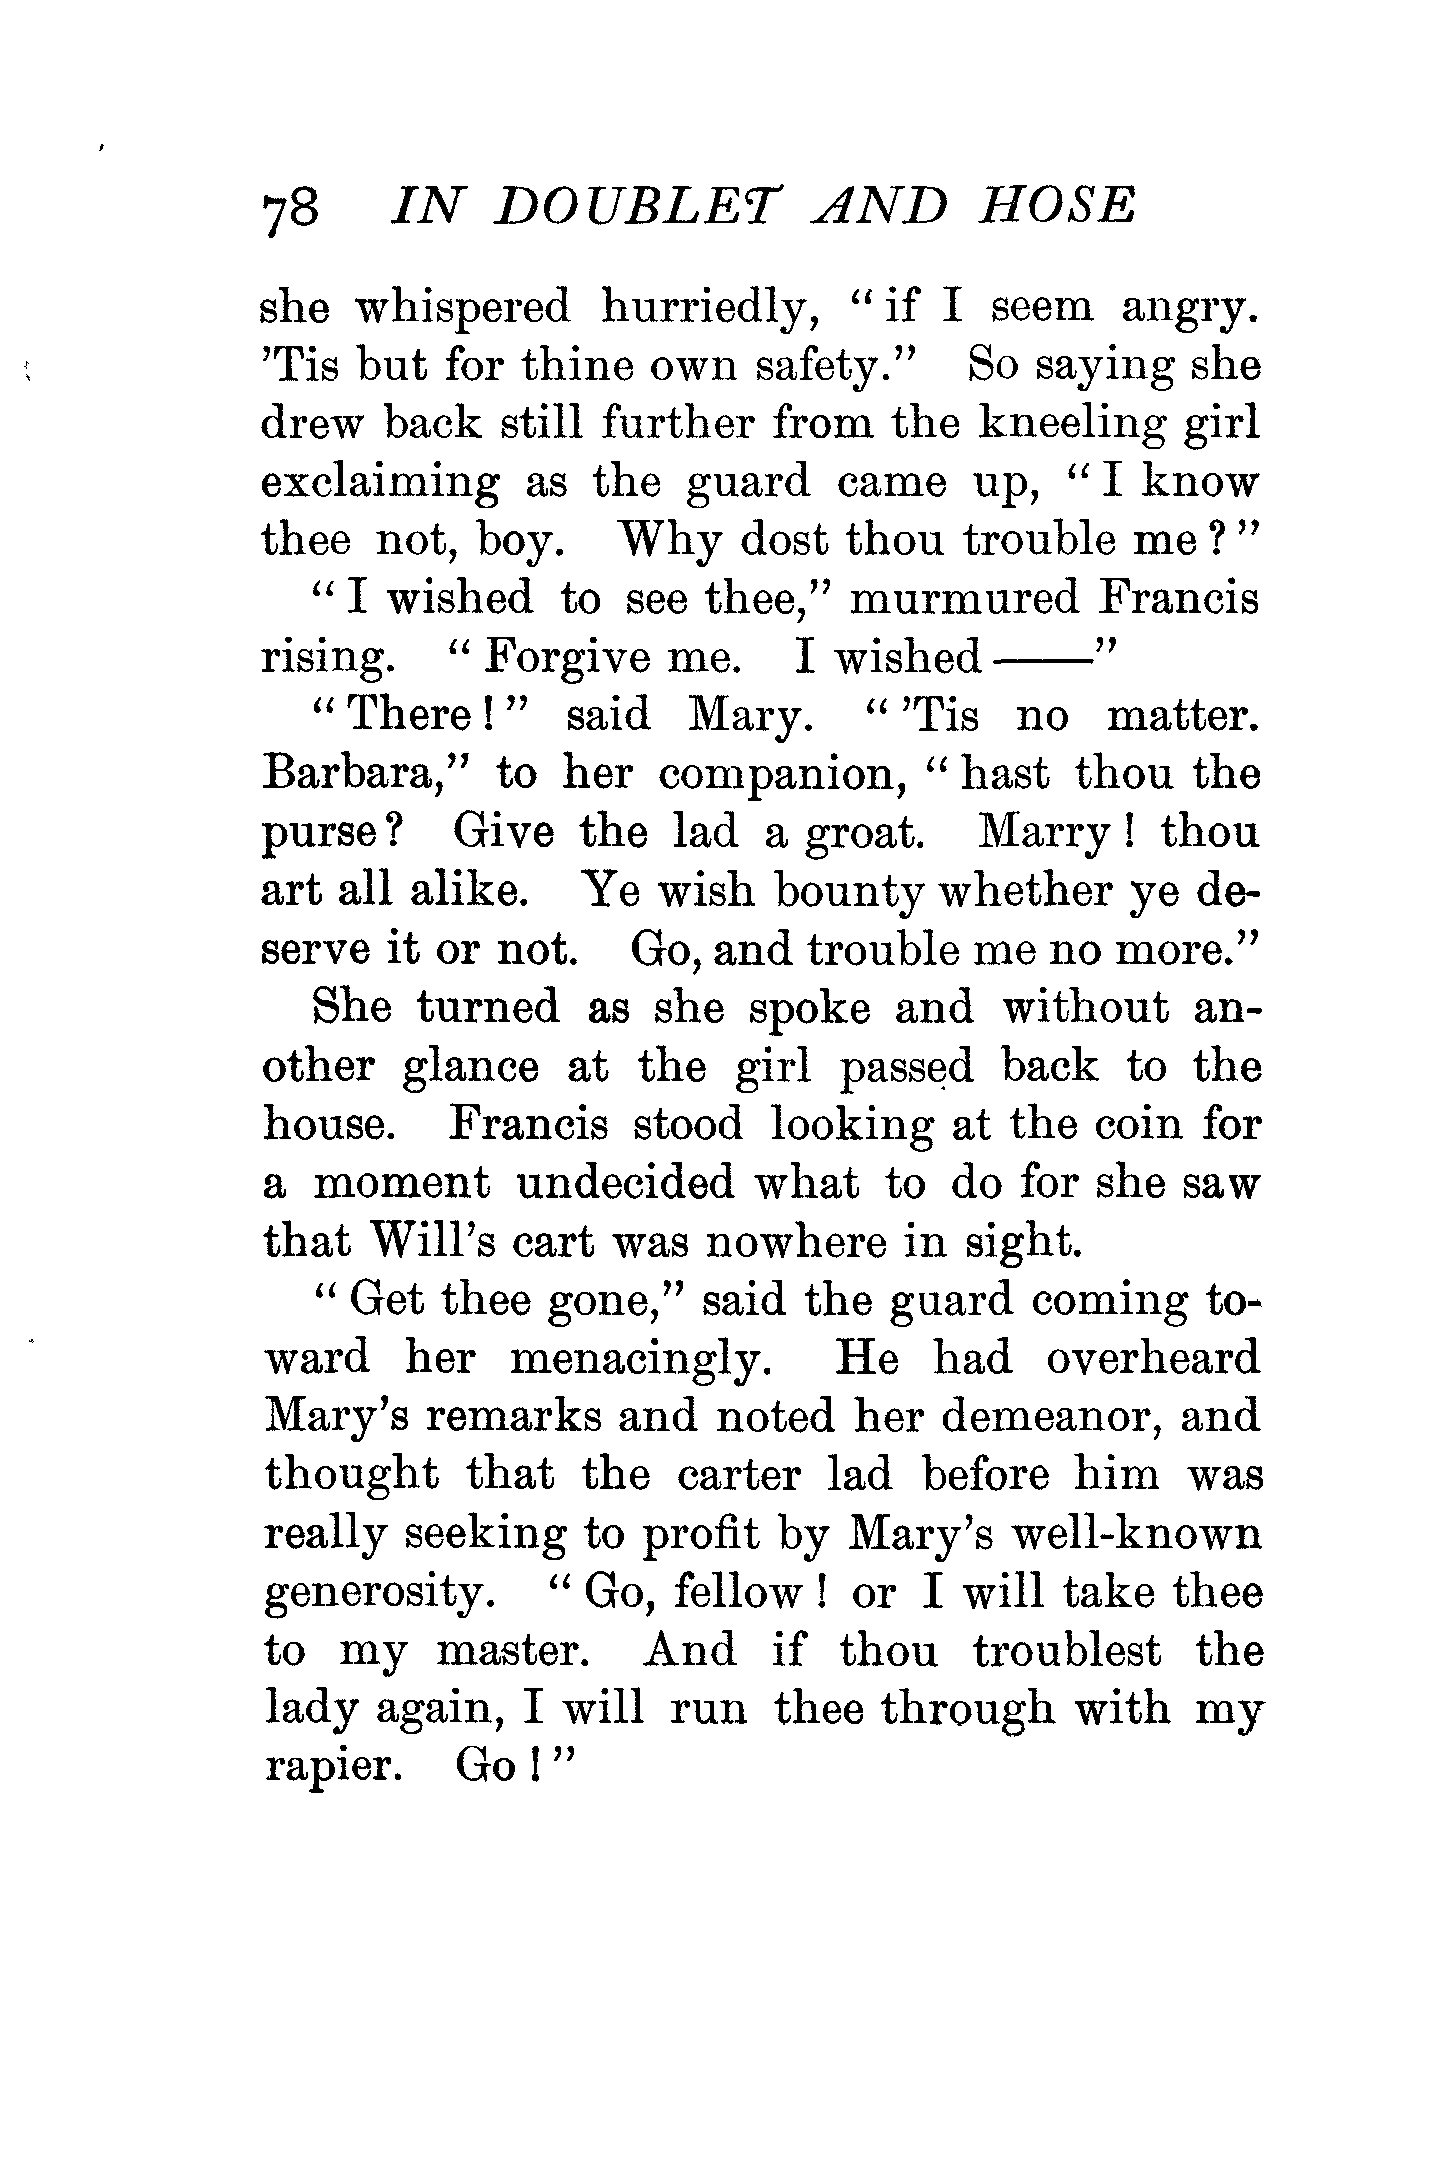 78 IN DOUBLET AND HOSE
she whispered hurriedly, “if I seem angry.
’Tis but for thine own safety.” So saying she
drew back still further from the kneeling girl
exclaiming as the guard came up, “I know
thee not, boy. Why dost thou trouble me?”
“I wished to see thee,” murmured Francis
rising. “Forgive me. I wished——”
“There!” said Mary. “’Tis no matter.
Barbara,” to her companion, “hast thou the
purse? Give the lad a groat. Marry! thou
art all alike. Ye wish bounty whether ye de-
serve it or not. Go, and trouble me no more.”
She turned as she spoke and without an-
other glance at the girl passed back to the
house. Francis stood looking at the coin for
a moment undecided what to do for she saw
that Will’s cart was nowhere in sight.
“Get thee gone,” said the guard coming to-
ward her menacingly. He had overheard
Mary’s remarks and noted her demeanor, and
thought that the carter lad before him was
really seeking to profit by Mary’s well-known
generosity. “Go, fellow! or I will take thee
to my master. And if thou troublest the
lady again, I will run thee through with my
rapier. Go!”